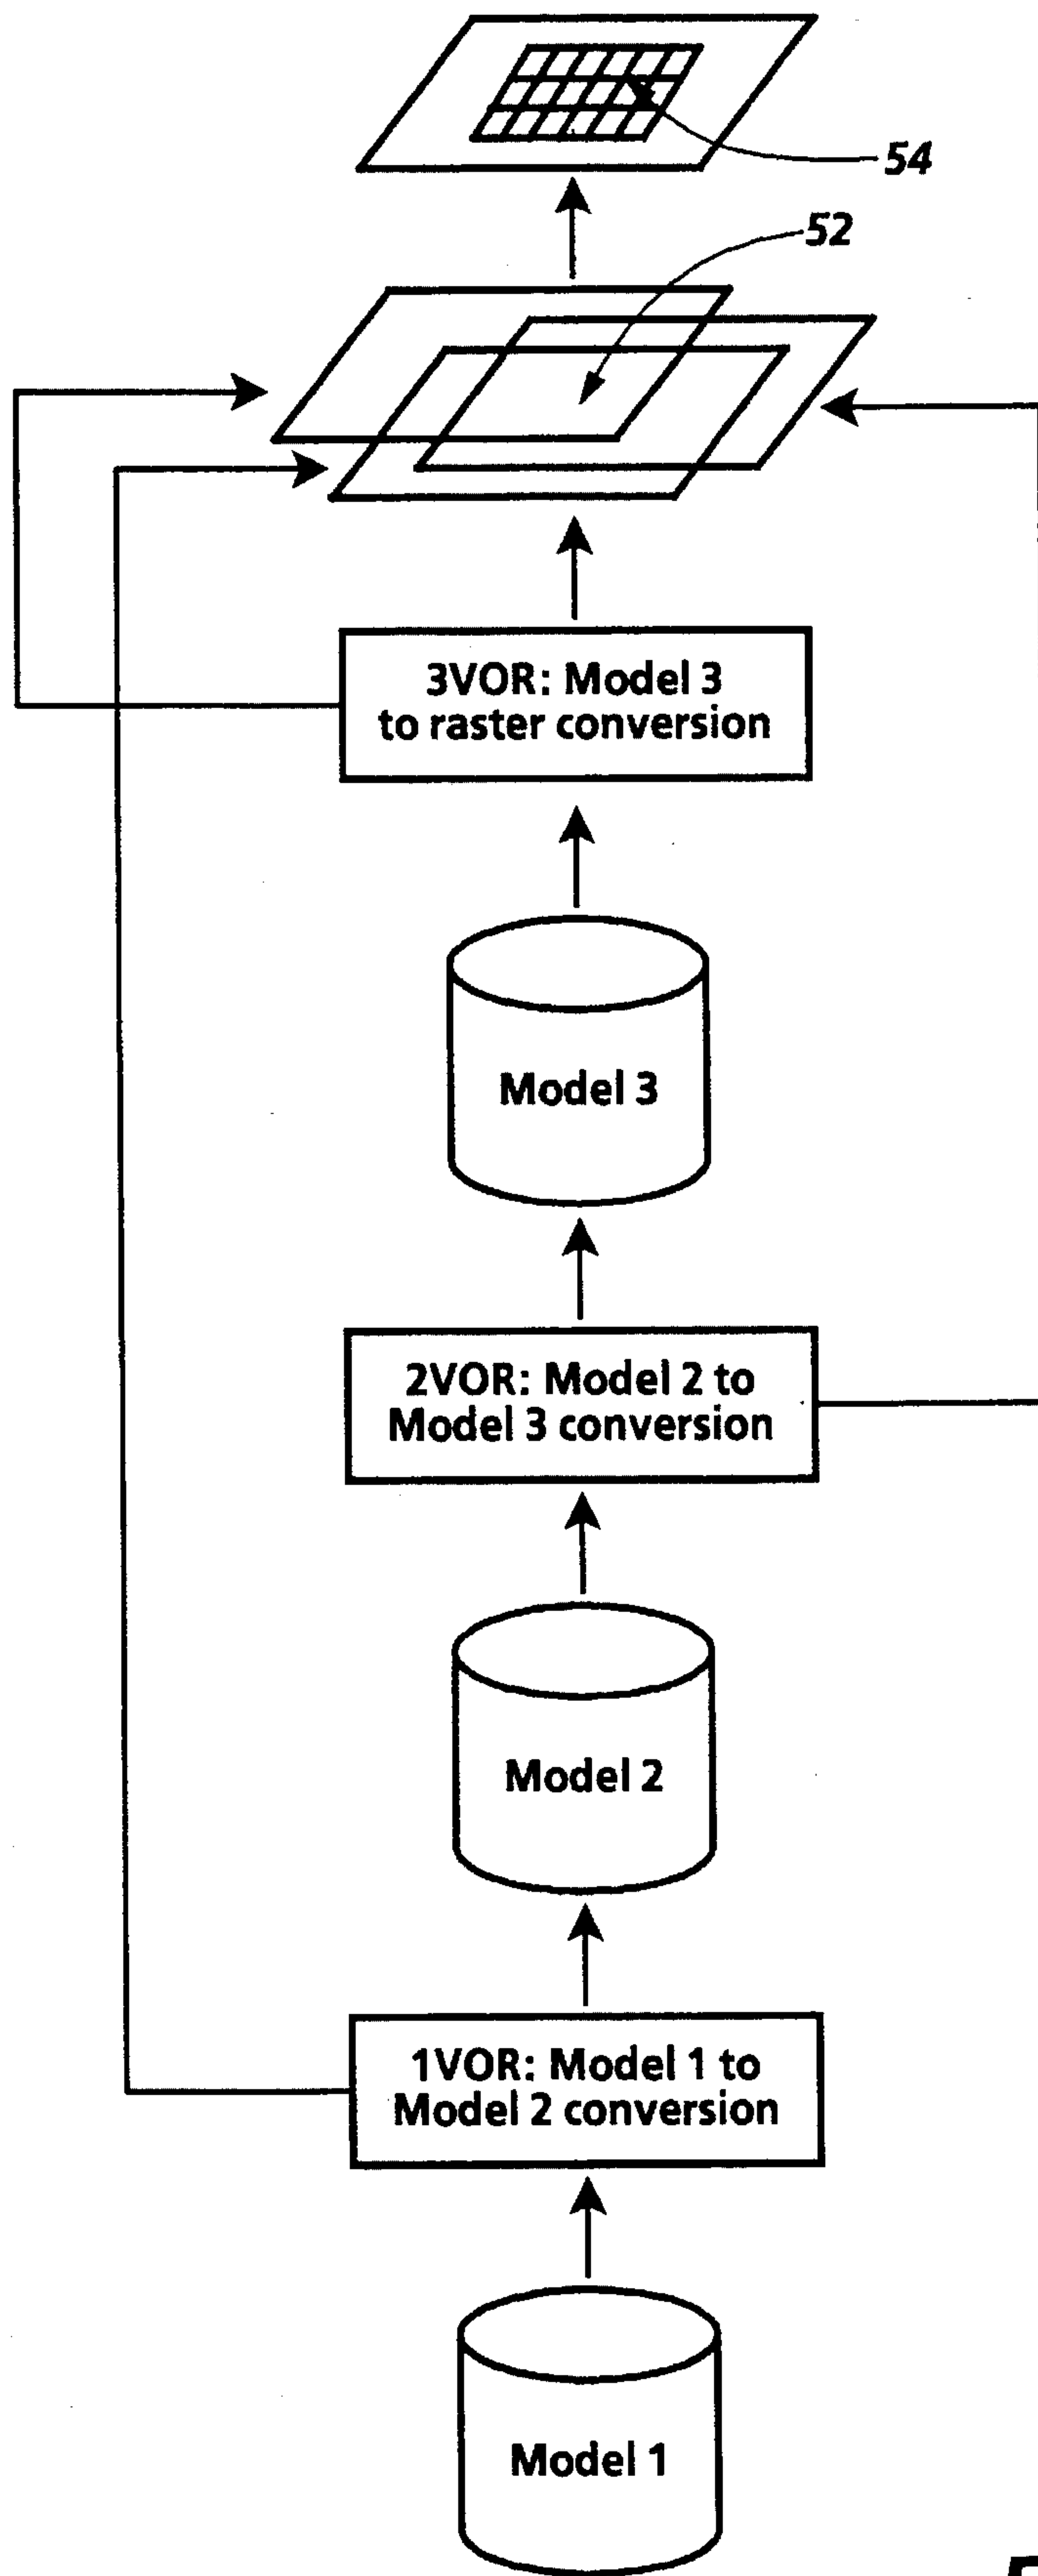 54
52
3VOR: Model 3
to raster conversion
Model 3
2VOR: Model 2 to
Model 3 conversion
Model 2
1VOR: Model 1 to
Model 2 conversion
Model 1